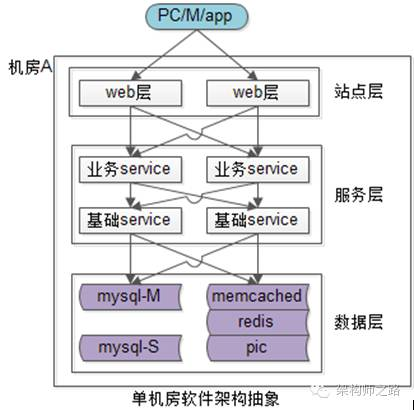 PC/M/app
机房A
web层 web层 站点层
业务service 业务service
服务层
基础service 基础service
mysql-M memcached
redis 数据层
mysql-S pic
单机房软件架构抽象
架构师之路